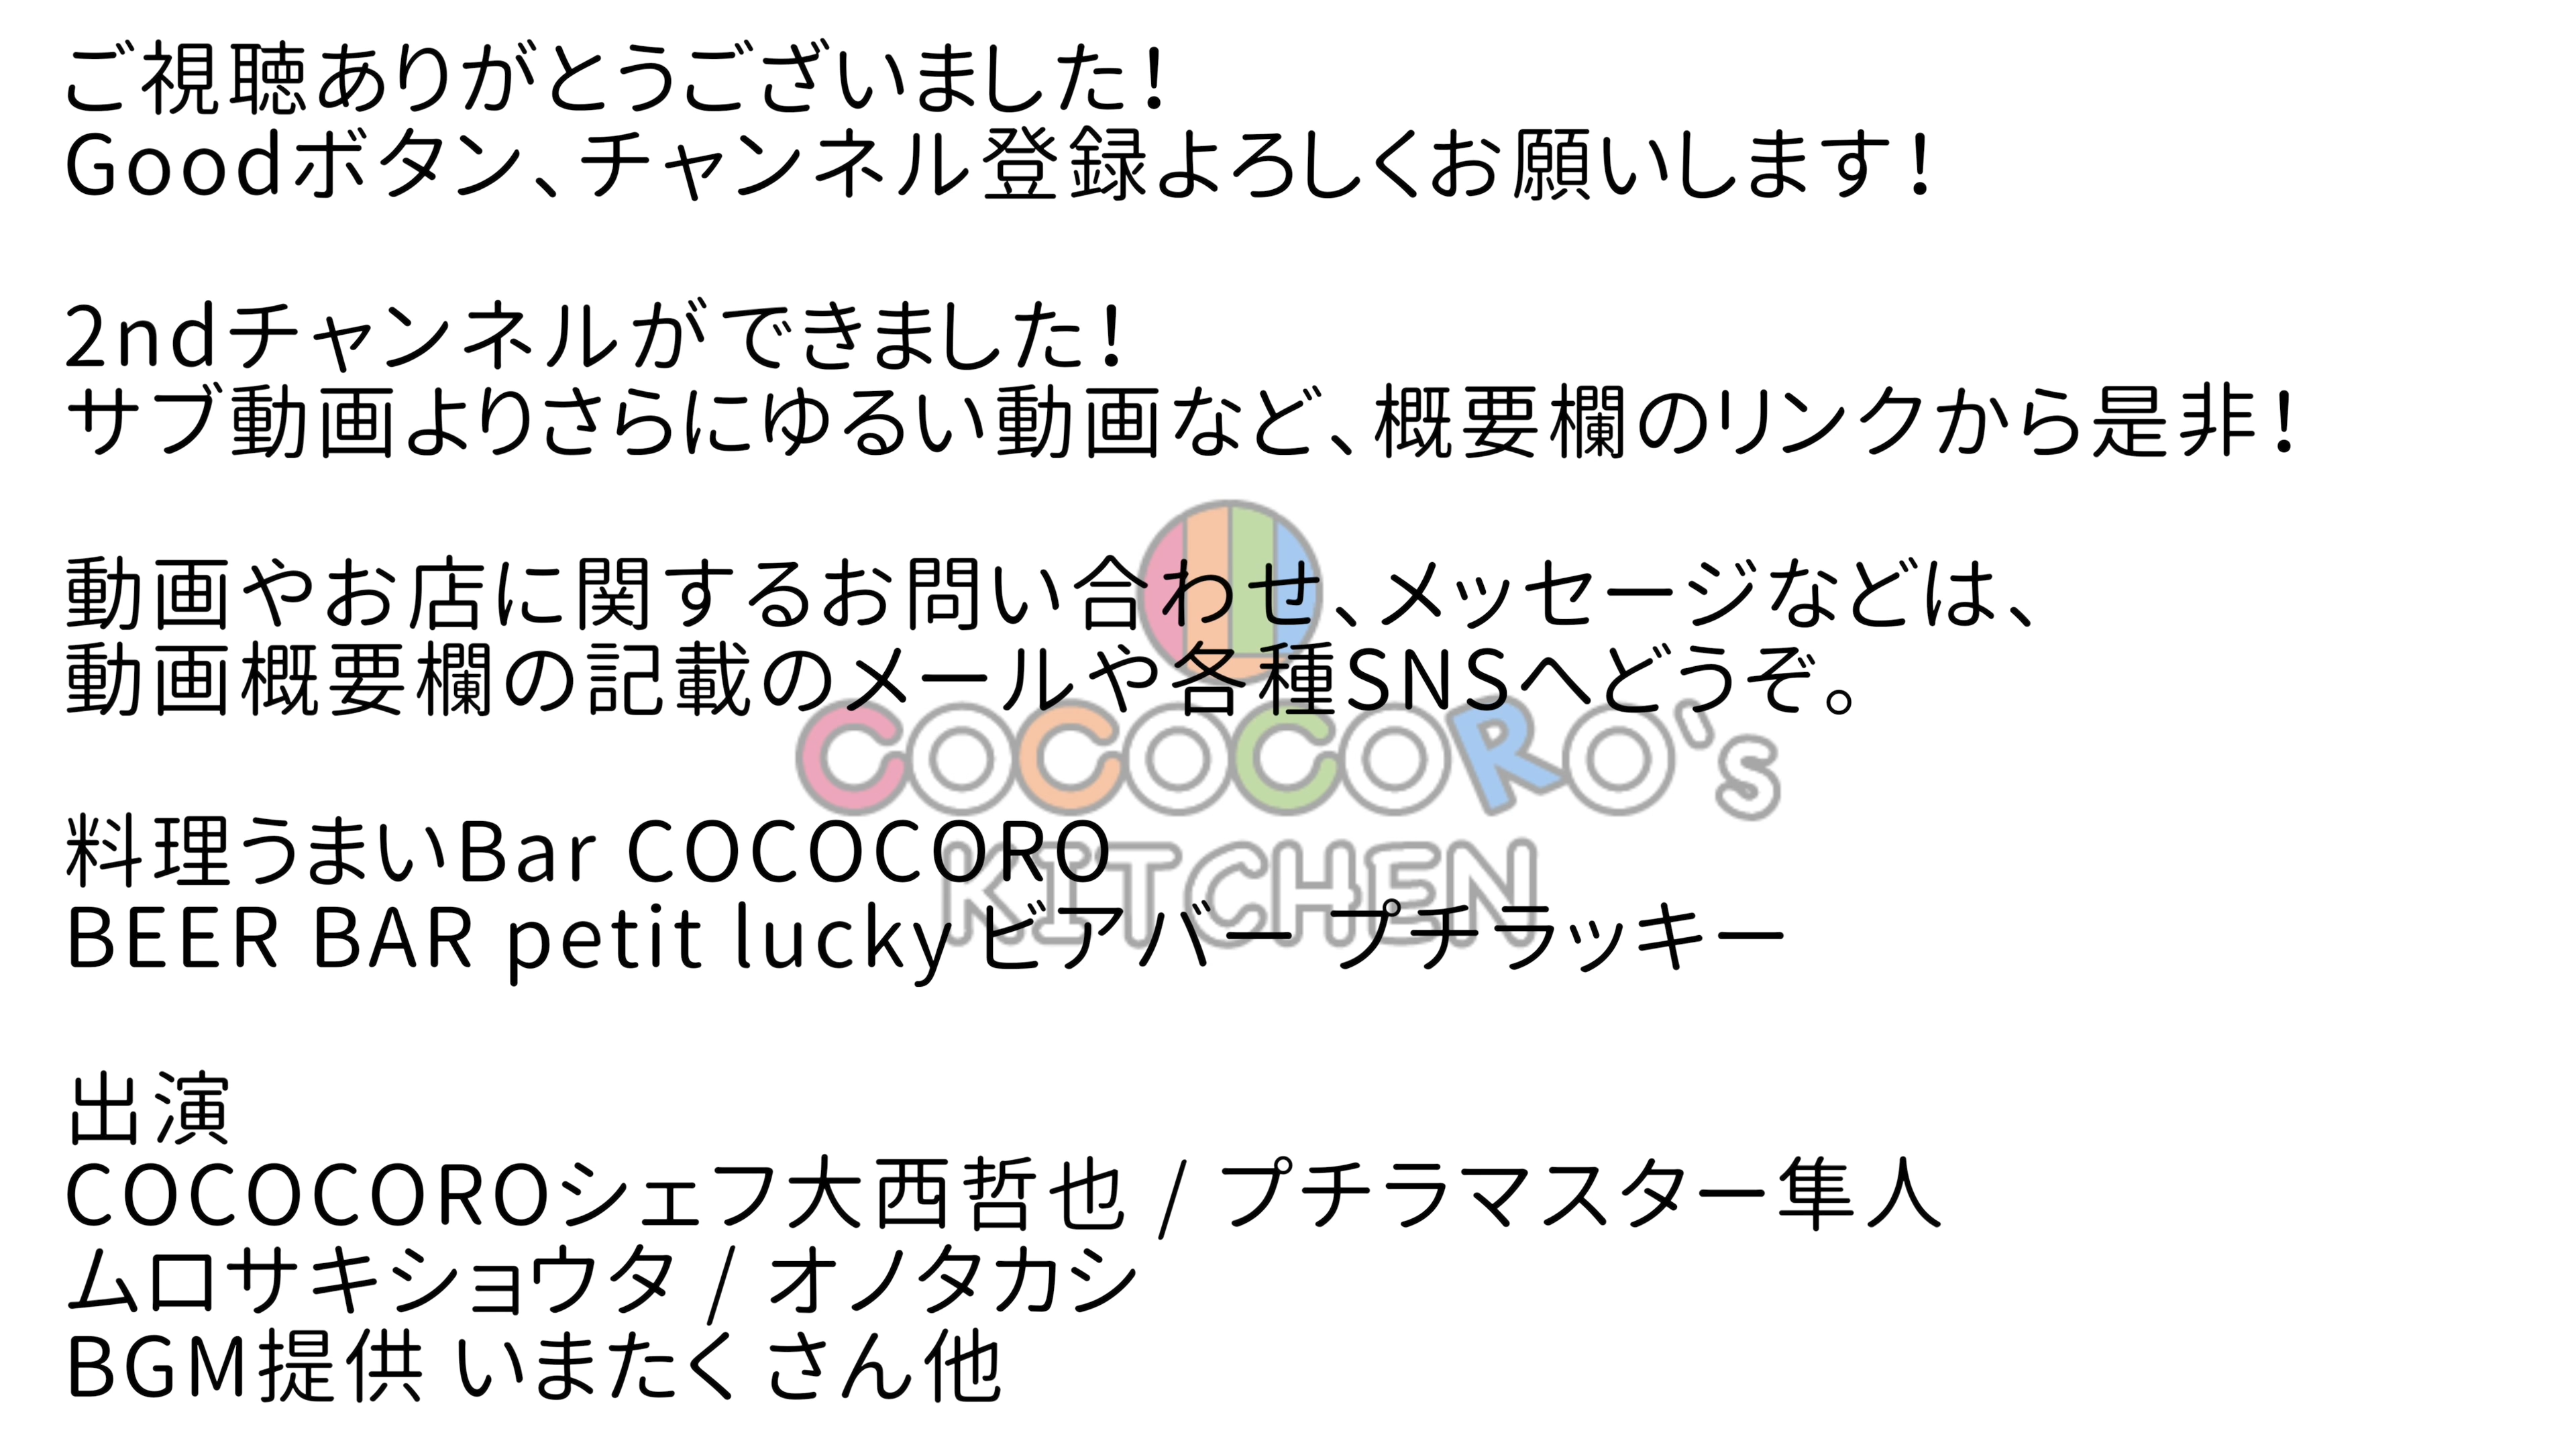 ご視聴ありがとうございました！
Goodボタン、チャンネル登録よろしくお願いします！
2ndチャンネルができました！
サブ動画よりさらにゆるい動画など、概要欄のリンクから是非！
動画やお店に関するお問い合わせ、メッセージなどは、
動画概要欄の記載のメールや各種SNSへどうぞ。
COCOCORO's
KITCHEN
料理うまいBar COCOCORO
BEER BAR petit lucky ビアバー プチラッキー
出演
COCOCOROシェフ大西哲也 / プチラマスター隼人
ムロサキショウタ / オノタカシ
BGM提供 いまたく さん他